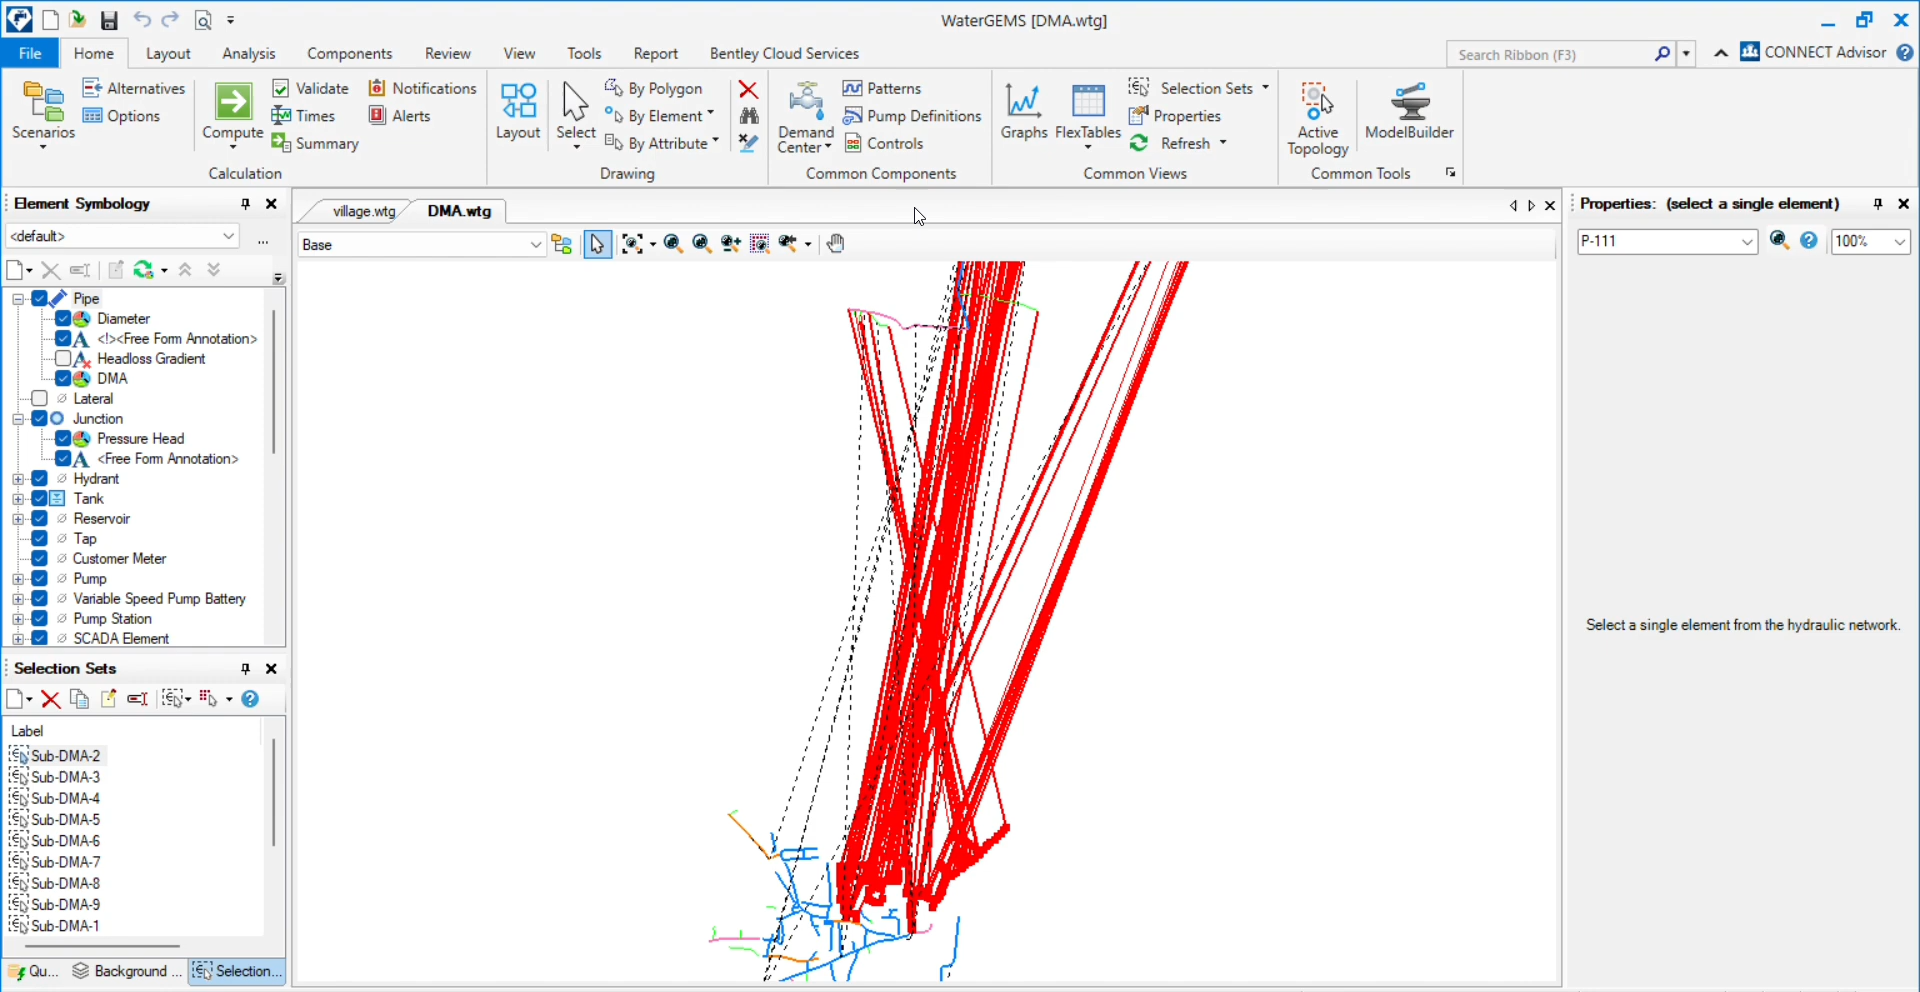 WaterGEMS [DMA.wtg]
File Home Layout Analysis Components Review View Tools Report Bentley Cloud Services
Search Ribbon (F3)
CONNECT Advisor
Scenarios
Alternatives
Options
Compute
Validate
Times
Summary
Notifications
Alerts
Calculation
Layout
Select
By Polygon
By Element
By Attribute
Drawing
Demand
Center
Patterns
Pump Definitions
Controls
Common Components
Graphs
FlexTables
Selection Sets
Properties
Refresh
Common Views
Active
Topology
ModelBuilder
Common Tools
Element Symbology
<default>
...
Pipe
Diameter
<!><Free Form Annotation>
Headloss Gradient
DMA
Lateral
Junction
Pressure Head
<Free Form Annotation>
Hydrant
Tank
Reservoir
Tap
Customer Meter
Pump
Variable Speed Pump Battery
Pump Station
SCADA Element
Selection Sets
Label
Sub-DMA-2
Sub-DMA-3
Sub-DMA-4
Sub-DMA-5
Sub-DMA-6
Sub-DMA-7
Sub-DMA-8
Sub-DMA-9
Sub-DMA-1
Qu... Background ... Selection...
village.wtg DMA.wtg
Base
Properties: (select a single element)
P-111
100%
Select a single element from the hydraulic network.